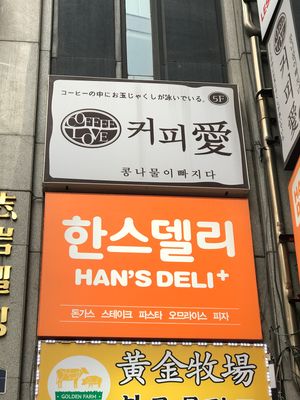 コーヒーの中にお玉じゃくしが泳いでいる。 5F
COFFEE LOVE 커피愛
콩나물이빠지다
한스델리
HAN'S DELI+
돈가스 스테이크 파스타 오므라이스 피자
GOLDEN FARM
黄金牧場